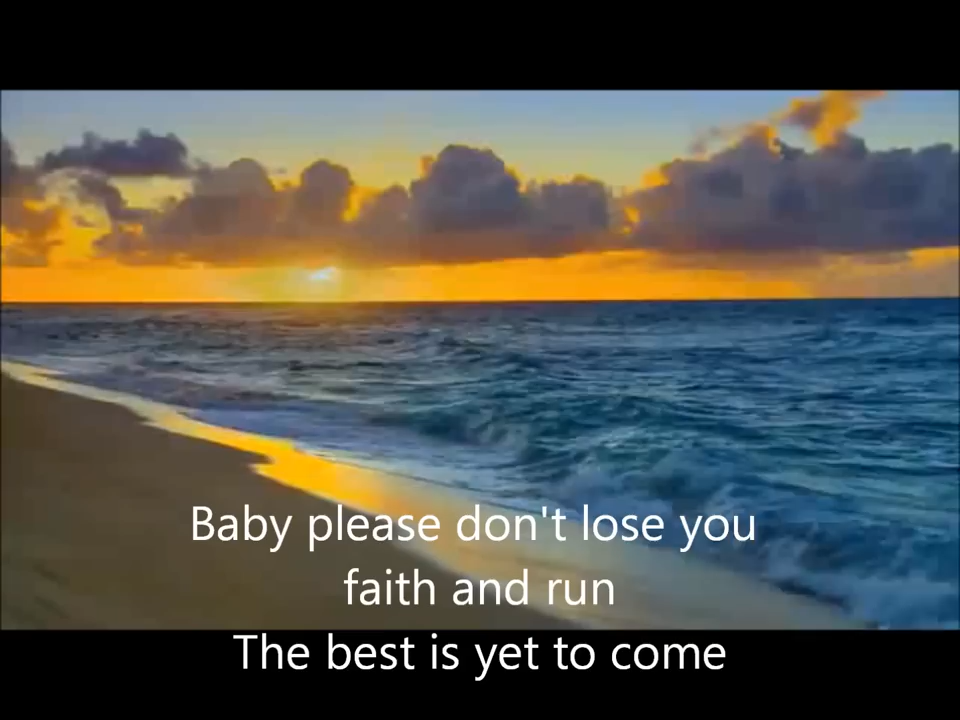 Baby please don't lose you
faith and run
The best is yet to come